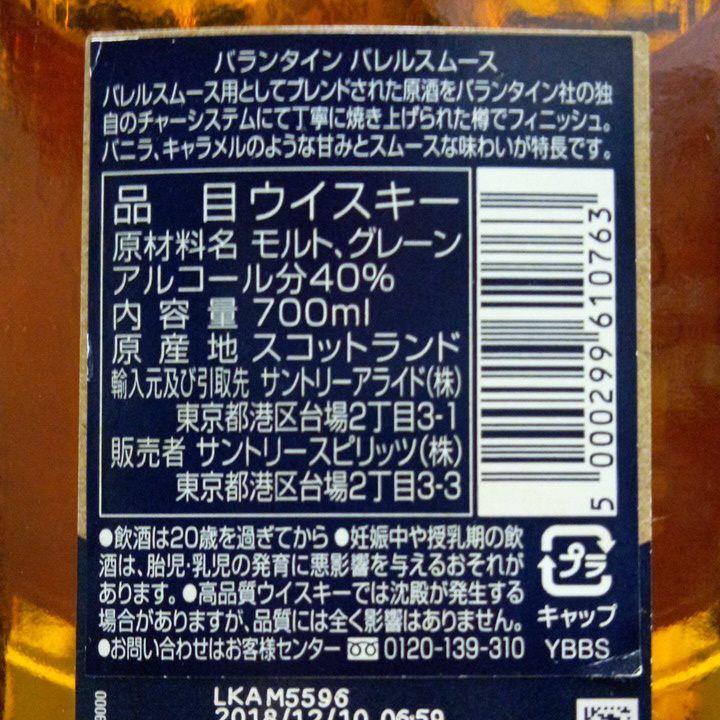 バランタイン バレルスムース
バレルスムース用としてブレンドされた原酒をバランタイン社の独
自のチャーシステムにて丁寧に焼き上げられた樽でフィニッシュ。
バニラ、キャラメルのような甘みとスムースな味わいが特長です。
品 目 ウイスキー
原材料名 モルト、グレーン
アルコール分40%
内容量 700ml
原産地 スコットランド
輸入元及び引取先 サントリーアライド(株)
東京都港区台場2丁目3-1
販売者 サントリースピリッツ(株)
東京都港区台場2丁目3-3
5 000299 610763
●飲酒は20歳を過ぎてから ●妊娠中や授乳期の飲
酒は、胎児・乳児の発育に悪影響を与えるおそれが
あります。●高品質ウイスキーでは沈殿が発生する
場合がありますが、品質には全く影響はありません。
●お問い合わせはお客様センター 0120-139-310
プラ
キャップ
YBBS
LKAM5596
2018/12/10 06:59